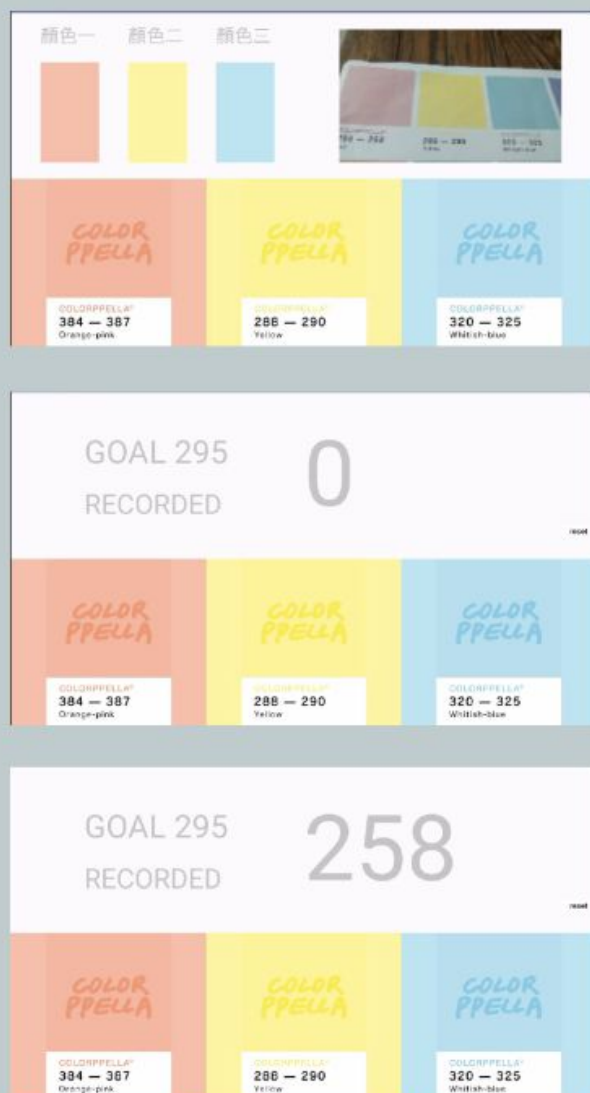 顏色一 顏色二 顏色三
288 — 290
COLOR PPELLA COLOR PPELLA COLOR PPELLA
COLORPPELLA® COLORPPELLA® COLORPPELLA®
384 — 387 288 — 290 320 — 325
Orange-pink Yellow Whitish-blue
GOAL 295 0
RECORDED
reset
COLOR PPELLA COLOR PPELLA COLOR PPELLA
COLORPPELLA® COLORPPELLA® COLORPPELLA®
384 — 387 288 — 290 320 — 325
Orange-pink Yellow Whitish-blue
GOAL 295 258
RECORDED
reset
COLOR PPELLA COLOR PPELLA COLOR PPELLA
COLORPPELLA® COLORPPELLA® COLORPPELLA®
384 — 387 288 — 290 320 — 325
Orange-pink Yellow Whitish-blue